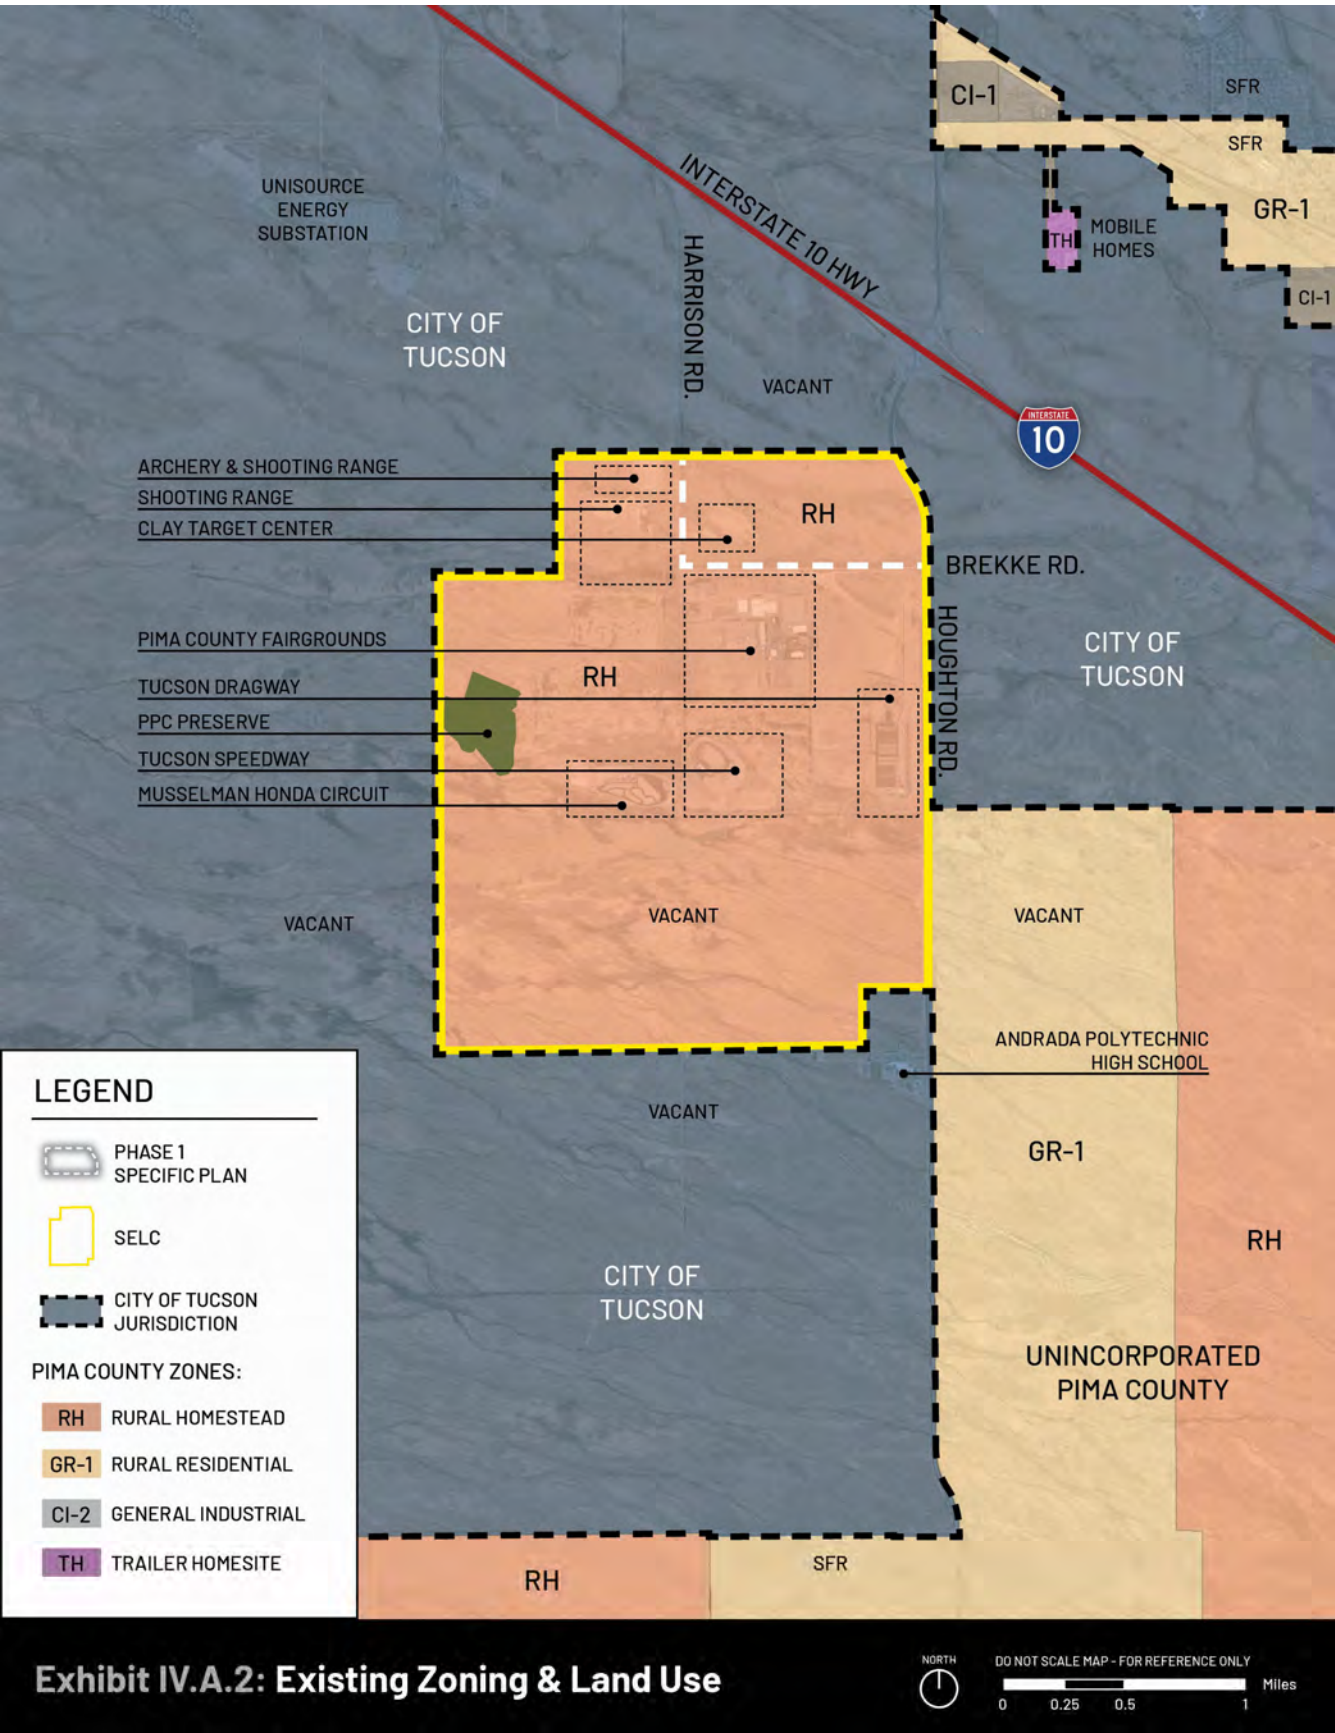 CI-1
SFR
SFR
GR-1
UNISOURCE
ENERGY
SUBSTATION
INTERSTATE 10 HWY
TH
MOBILE
HOMES
CI-1
HARRISON RD.
CITY OF
TUCSON
VACANT
INTERSTATE
10
ARCHERY & SHOOTING RANGE
SHOOTING RANGE
CLAY TARGET CENTER
RH
BREKKE RD.
PIMA COUNTY FAIRGROUNDS
RH
HOUGHTON RD.
CITY OF
TUCSON
TUCSON DRAGWAY
PPC PRESERVE
TUCSON SPEEDWAY
MUSSELMAN HONDA CIRCUIT
VACANT
VACANT
VACANT
ANDRADA POLYTECHNIC
HIGH SCHOOL
VACANT
GR-1
RH
CITY OF
TUCSON
UNINCORPORATED
PIMA COUNTY
LEGEND
PHASE 1
SPECIFIC PLAN
SELC
CITY OF TUCSON
JURISDICTION
PIMA COUNTY ZONES:
RH RURAL HOMESTEAD
GR-1 RURAL RESIDENTIAL
CI-2 GENERAL INDUSTRIAL
TH TRAILER HOMESITE
RH
SFR
Exhibit IV.A.2: Existing Zoning & Land Use
NORTH
DO NOT SCALE MAP - FOR REFERENCE ONLY
Miles
0 0.25 0.5 1